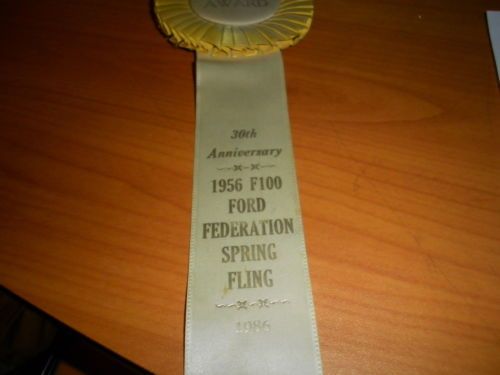 AWARD
30th
Anniversary
1956 F100
FORD
FEDERATION
SPRING
FLING
1986